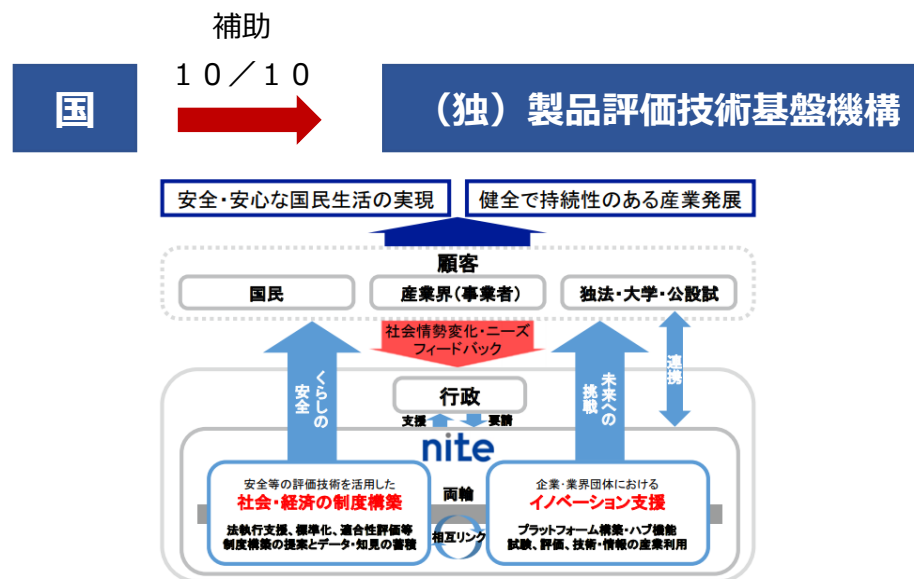 補助
１０／１０
国
（独）製品評価技術基盤機構
安全・安心な国民生活の実現
健全で持続性のある産業発展
顧客
国民
産業界（事業者）
独法・大学・公設試
社会情勢変化・ニーズ
フィードバック
くらしの
安全
未来への
挑戦
連携
行政
支援
要請
nite
安全等の評価技術を活用した
社会・経済の制度構築
法執行支援、標準化、適合性評価等
制度構築の提案とデータ・知見の蓄積
両輪
相互リンク
企業・業界団体における
イノベーション支援
プラットフォーム構築・ハブ機能
試験、評価、技術・情報の産業利用